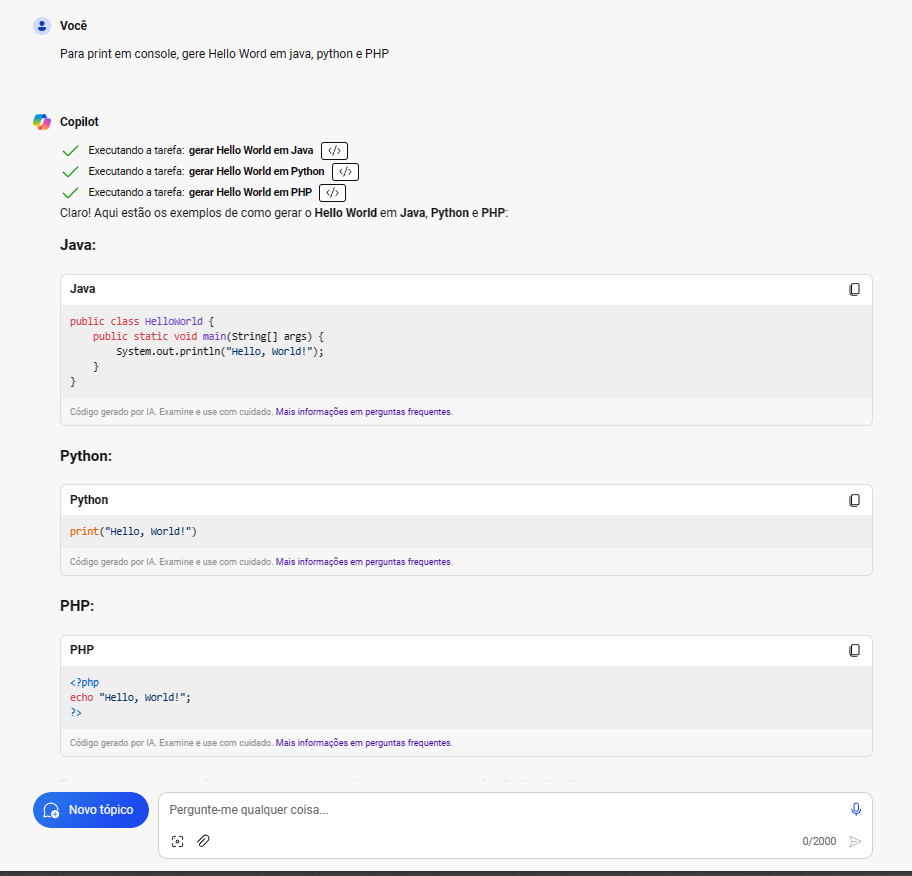 Você
Para print em console, gere Hello Word em java, python e PHP
Copilot
Executando a tarefa: gerar Hello World em Java </>
Executando a tarefa: gerar Hello World em Python </>
Executando a tarefa: gerar Hello World em PHP </>
Claro! Aqui estão os exemplos de como gerar o Hello World em Java, Python e PHP:
Java:
Java
public class HelloWorld {
    public static void main(String[] args) {
        System.out.println("Hello, World!");
    }
}
Código gerado por IA. Examine e use com cuidado. Mais informações em perguntas frequentes.
Python:
Python
print("Hello, World!")
Código gerado por IA. Examine e use com cuidado. Mais informações em perguntas frequentes.
PHP:
PHP
<?php
echo "Hello, World!";
?>
Código gerado por IA. Examine e use com cuidado. Mais informações em perguntas frequentes.
Novo tópico
Pergunte-me qualquer coisa...
0/2000